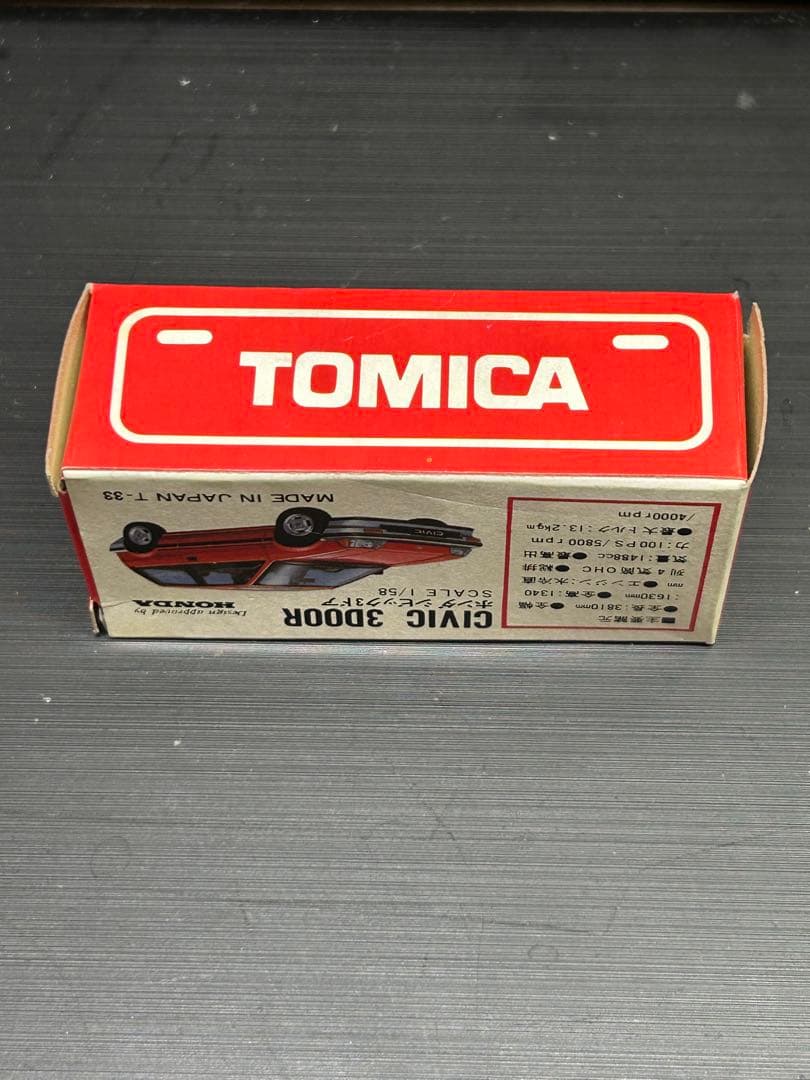 TOMICA
CIVIC 3DOOR
ホンダ シビック3ドア
SCALE 1/58
Design approved by
HONDA
CIVIC
MADE IN JAPAN T-33
■主要諸元
●全長:3810mm ●全幅
:1630mm ●全高:1340
mm ●エンジン:水冷直
列4気筒OHC ●総排
気量:1488cc ●最高出
力:100PS/5800rpm
●最大トルク:13.2kgm
/4000rpm